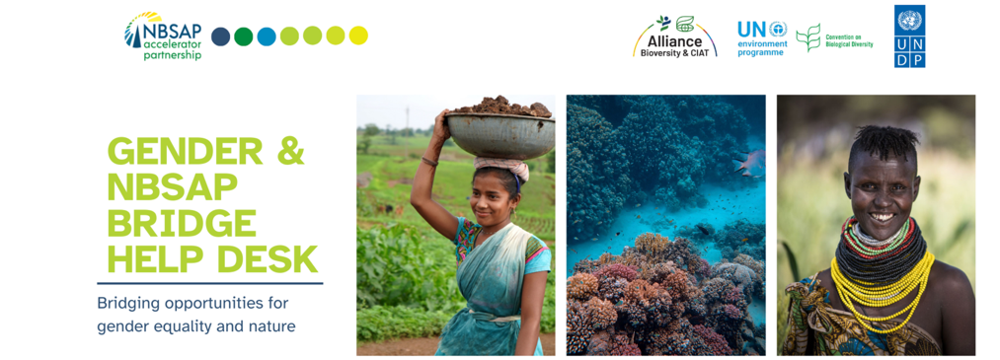 NBSAP
accelerator
partnership
Alliance
Bioversity & CIAT
UN
environment
programme
Convention on
Biological Diversity
U N
D P
GENDER &
NBSAP
BRIDGE
HELP DESK
Bridging opportunities for
gender equality and nature